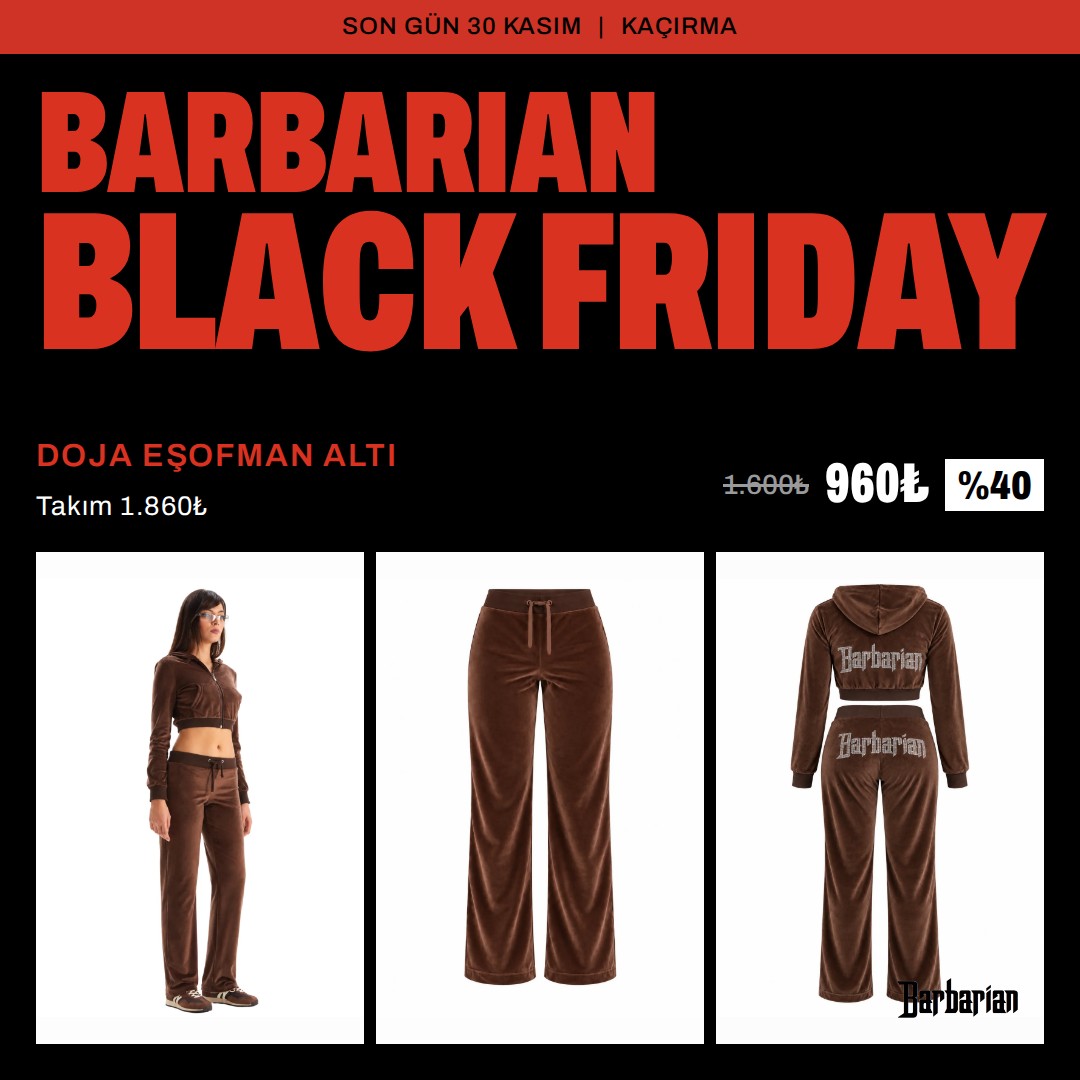 SON GÜN 30 KASIM | KAÇIRMA
BARBARIAN
BLACK FRIDAY
DOJA EŞOFMAN ALTI
Takım 1.860₺
1.600₺ 960₺ %40
Barbarian
Barbarian
Barbarian